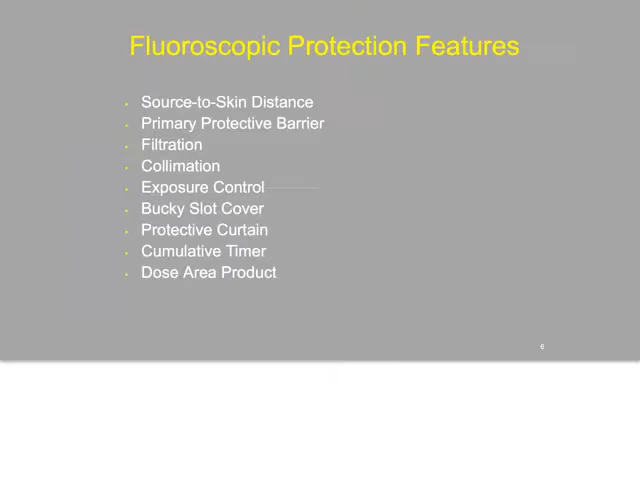 Fluoroscopic Protection Features
• Source-to-Skin Distance
• Primary Protective Barrier
• Filtration
• Collimation
• Exposure Control
• Bucky Slot Cover
• Protective Curtain
• Cumulative Timer
• Dose Area Product
6